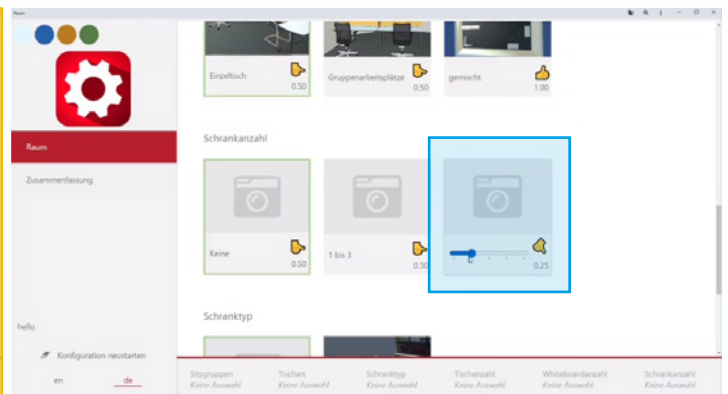 Raum
Einzeltisch
0.50
Gruppenarbeitsplätze
0.50
gemischt
1.00
Raum
Zusammenfassung
Schrankanzahl
Keine
0.50
1 bis 3
0.50
0.25
Schranktyp
hello
Konfiguration neustarten
en de
Sitzgruppen Tischart Schranktyp Tischanzahl Whiteboardanzahl Schrankanzahl
Keine Auswahl Keine Auswahl Keine Auswahl Keine Auswahl Keine Auswahl Keine Auswahl